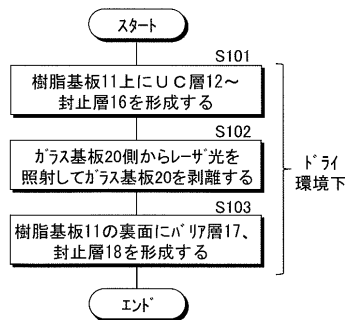 スタート
S101
樹脂基板11上にUC層12～
封止層16を形成する
S102
ガラス基板20側からレーザ光を
照射してガラス基板20を剥離する
S103
樹脂基板11の裏面にバリア層17、
封止層18を形成する
ドライ
環境下
エンド